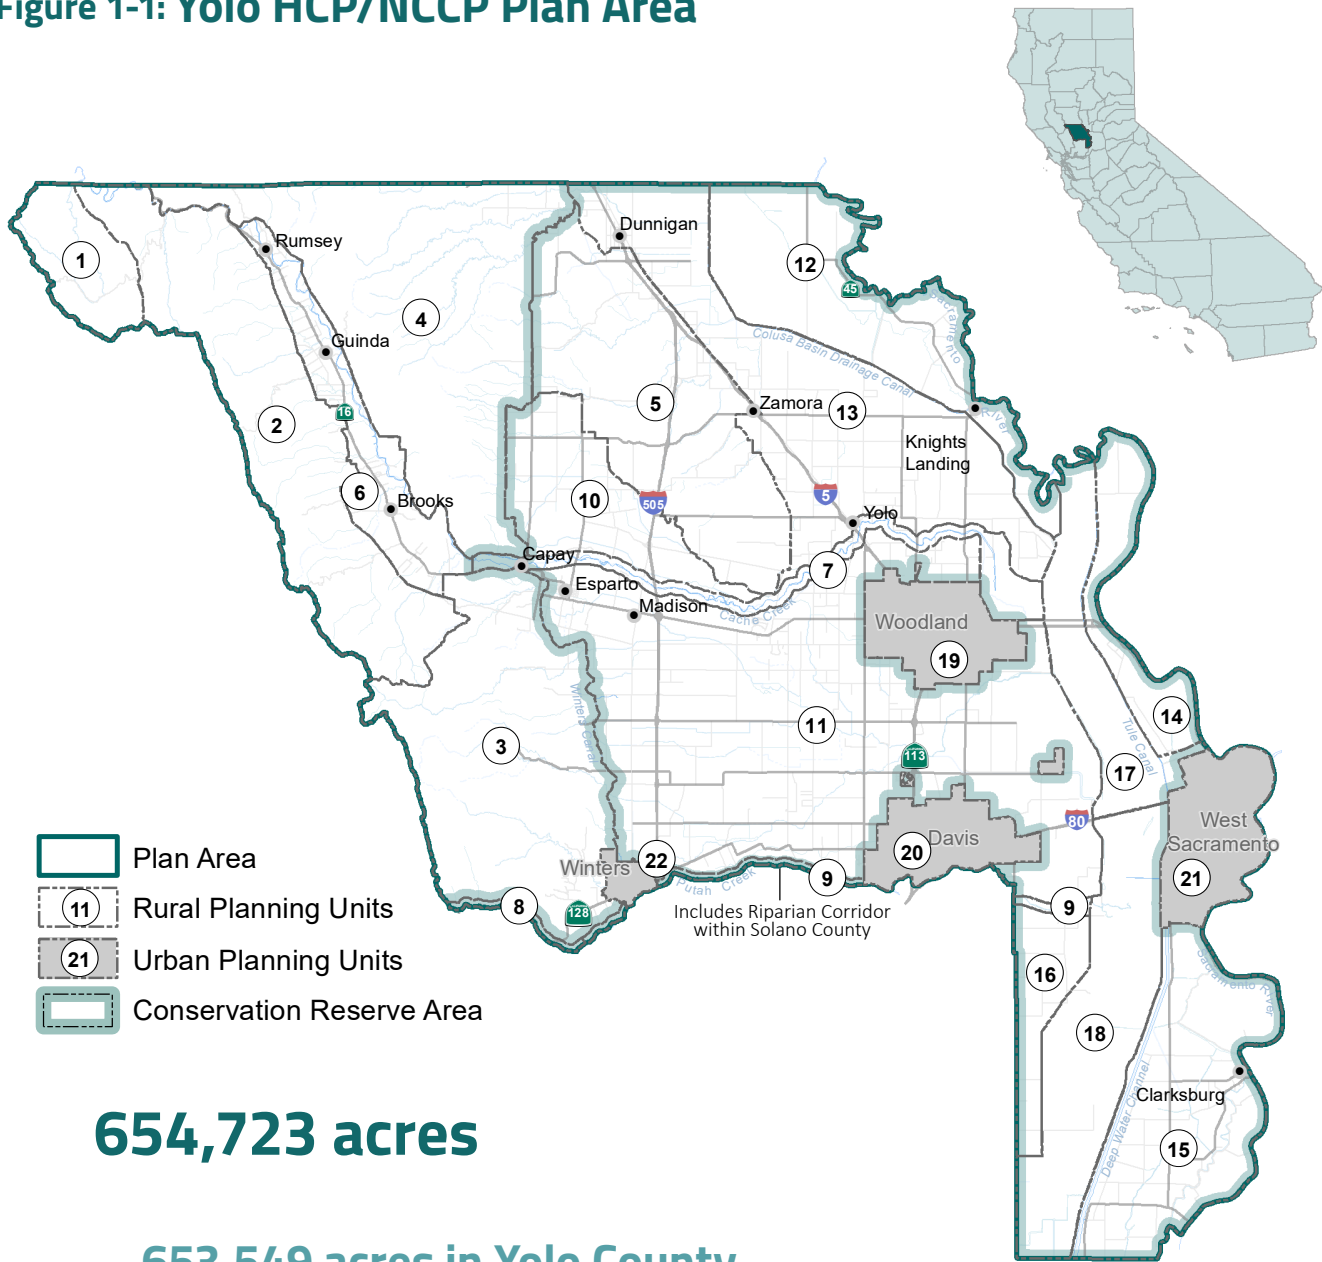 Figure 1-1: Yolo HCP/NCCP Plan Area
Dunnigan
Rumsey
1
12
45
4
Sacramento
River
Guinda
Colusa Basin Drainage Canal
16
5
Zamora
13
2
Knights
Landing
6
Brooks
10
505
5
Yolo
Capay
7
Esparto
Madison
Cache Creek
Woodland
19
Winters Canal
11
14
3
113
Tule Canal
17
80
West
Sacramento
21
Davis
20
Winters
22
Putah Creek
9
8
128
Includes Riparian Corridor
within Solano County
9
16
Sacramento River
18
Deep Water Channel
Clarksburg
15
Plan Area
11
Rural Planning Units
21
Urban Planning Units
Conservation Reserve Area
654,723 acres
653,549 acres in Yolo County